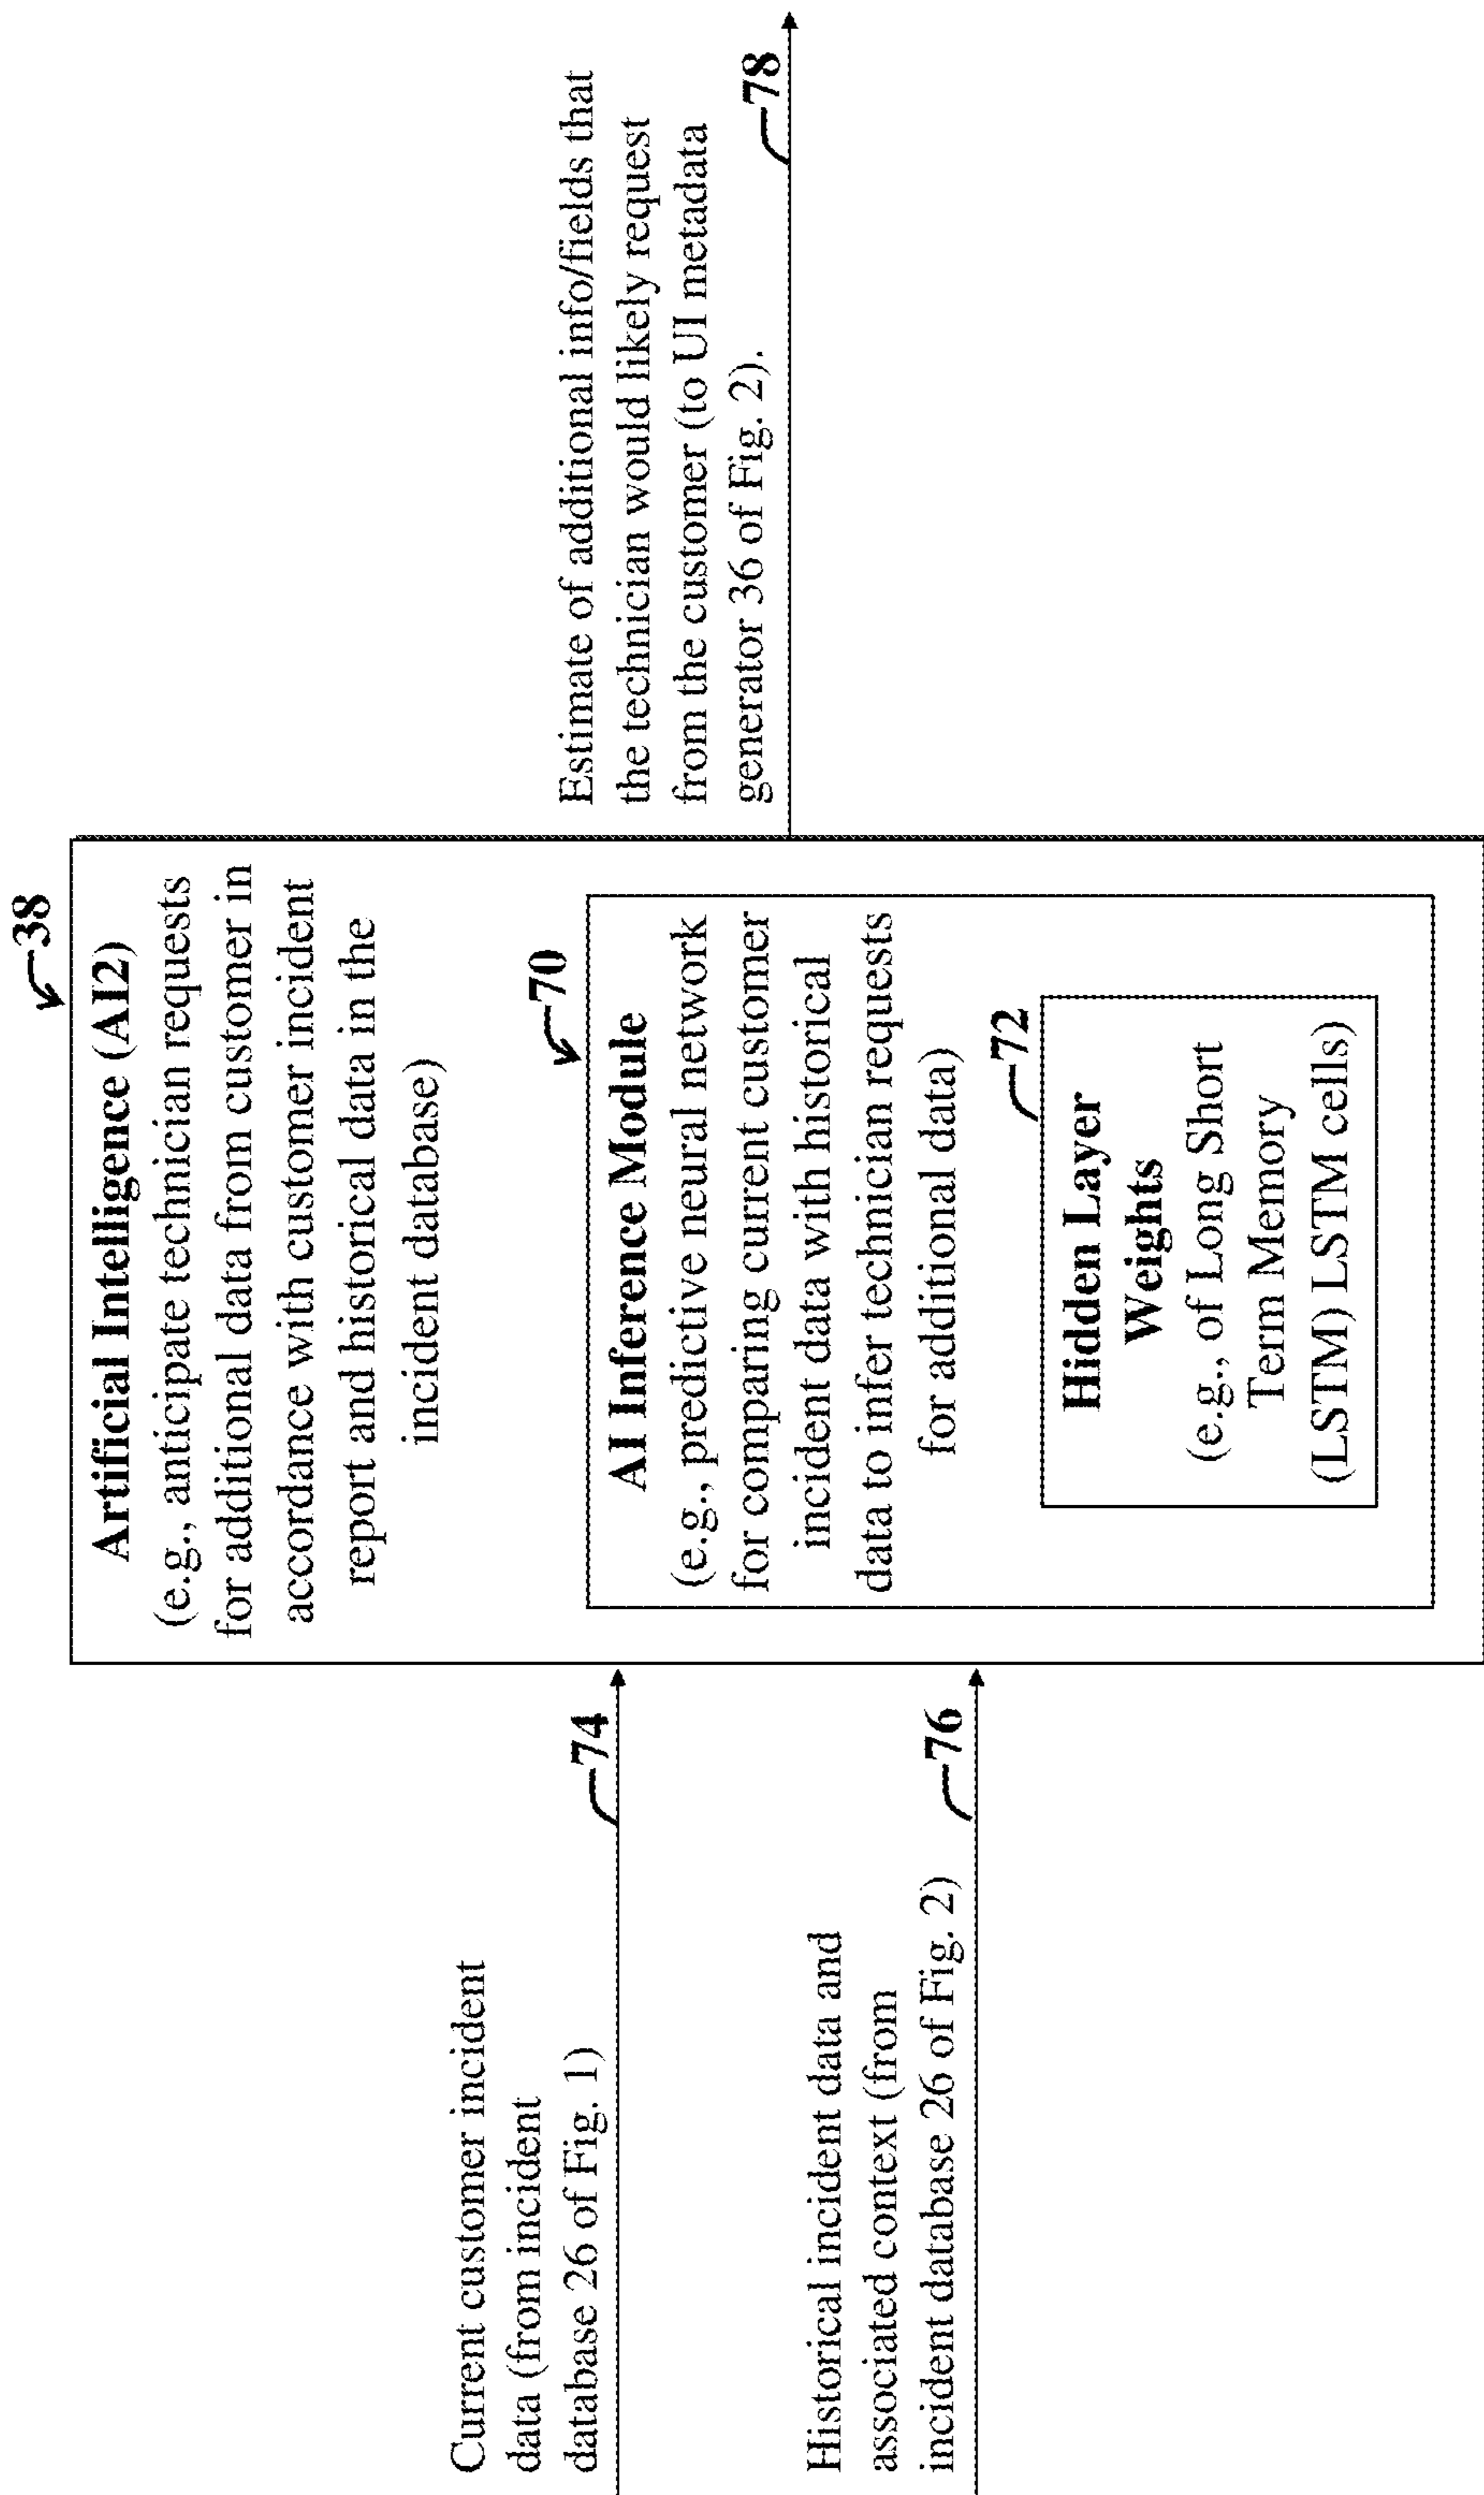 38
Artificial Intelligence (AI2)
(e.g., anticipate technician requests
for additional data from customer in
accordance with customer incident
report and historical data in the
incident database)
70
AI Inference Module
(e.g., predictive neural network
for comparing current customer
incident data with historical
data to infer technician requests
for additional data)
72
Hidden Layer
Weights
(e.g., of Long Short
Term Memory
(LSTM) LSTM cells)
Current customer incident
data (from incident
database 26 of Fig. 1)
74
Historical incident data and
associated context (from
incident database 26 of Fig. 2)
76
Estimate of additional info/fields that
the technician would likely request
from the customer (to UI metadata
generator 36 of Fig. 2).
78